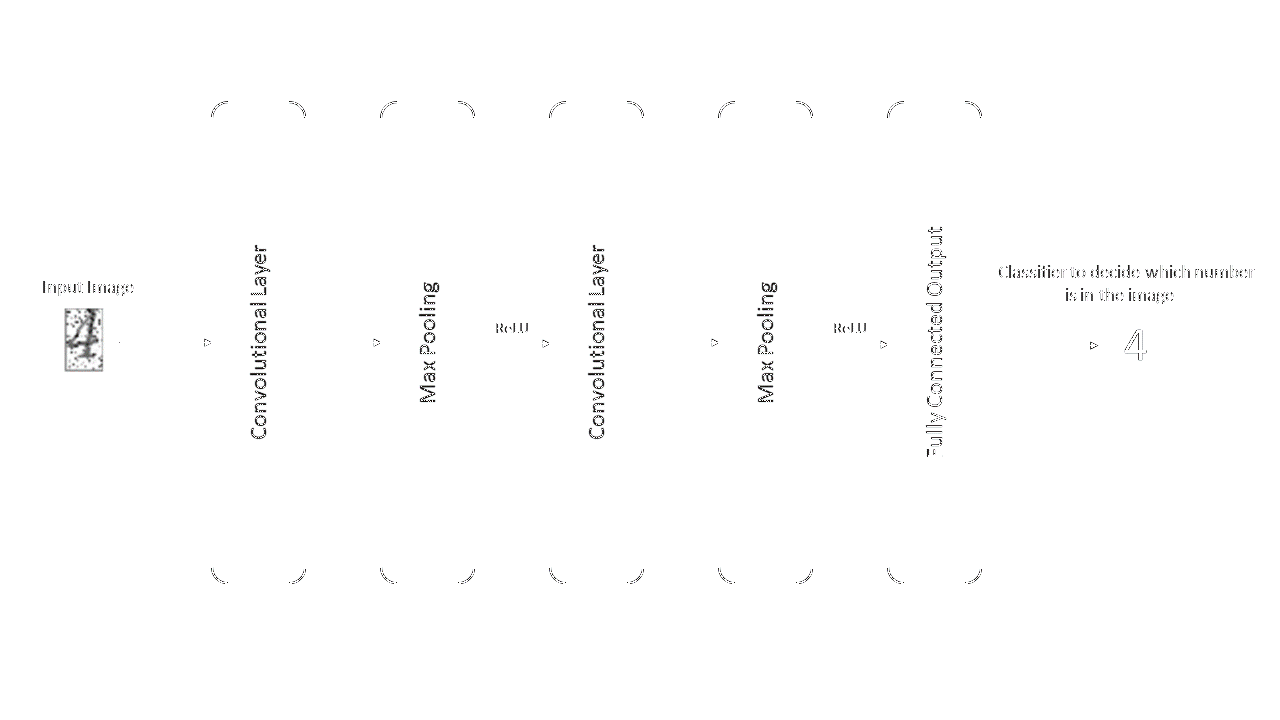 Input Image
4
Convolutional Layer
Max Pooling
ReLU
Convolutional Layer
Max Pooling
ReLU
Fully Connected Output
Classifier to decide which number
is in the image
4